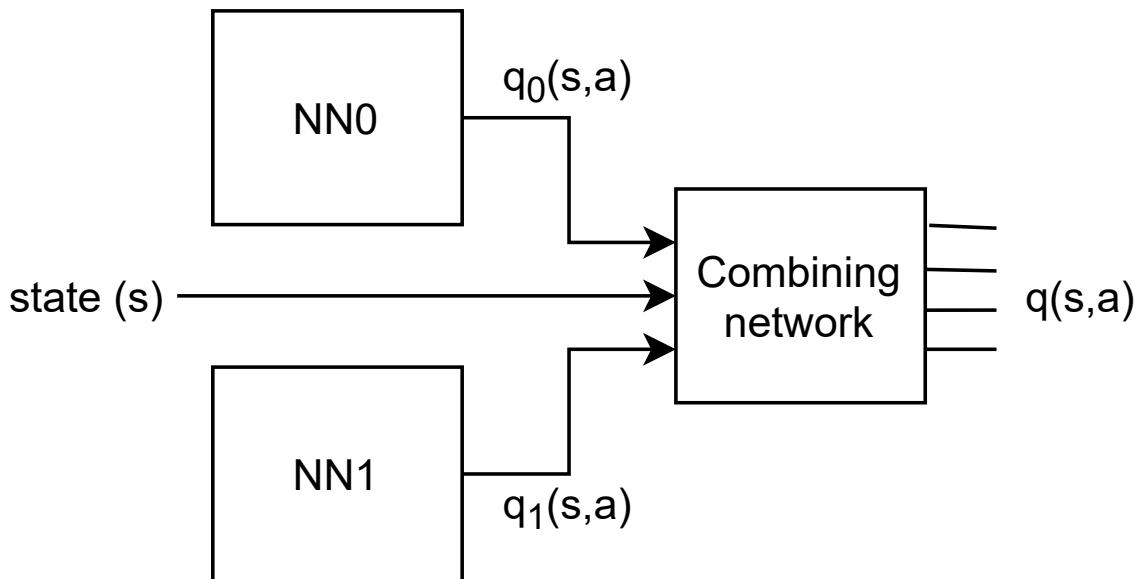 NN0
q0(s,a)
state (s)
Combining
network
q(s,a)
NN1
q1(s,a)